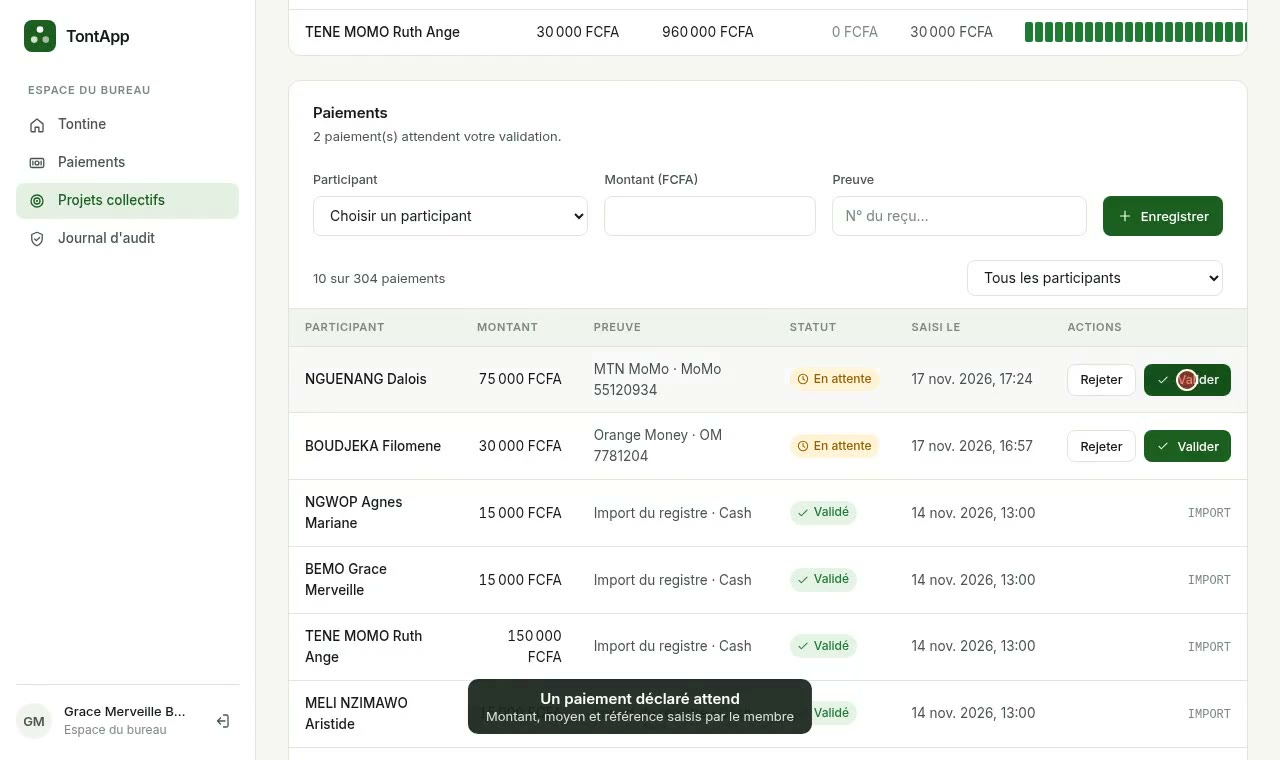 TontApp
ESPACE DU BUREAU
Tontine
Paiements
Projets collectifs
Journal d'audit
GM
Grace Merveille B...
Espace du bureau
TENE MOMO Ruth Ange 30 000 FCFA 960 000 FCFA 0 FCFA 30 000 FCFA
Paiements
2 paiement(s) attendent votre validation.
Participant Montant (FCFA) Preuve
Choisir un participant N° du reçu... Enregistrer
10 sur 304 paiements Tous les participants
PARTICIPANT MONTANT PREUVE STATUT SAISI LE ACTIONS
NGUENANG Dalois 75 000 FCFA MTN MoMo · MoMo
55120934 En attente 17 nov. 2026, 17:24 Rejeter Valider
BOUDJEKA Filomene 30 000 FCFA Orange Money · OM
7781204 En attente 17 nov. 2026, 16:57 Rejeter Valider
NGWOP Agnes
Mariane 15 000 FCFA Import du registre · Cash Validé 14 nov. 2026, 13:00 IMPORT
BEMO Grace
Merveille 15 000 FCFA Import du registre · Cash Validé 14 nov. 2026, 13:00 IMPORT
TENE MOMO Ruth
Ange 150 000
FCFA Import du registre · Cash Validé 14 nov. 2026, 13:00 IMPORT
MELI NZIMAWO
Aristide Validé 14 nov. 2026, 13:00 IMPORT
Un paiement déclaré attend
Montant, moyen et référence saisis par le membre